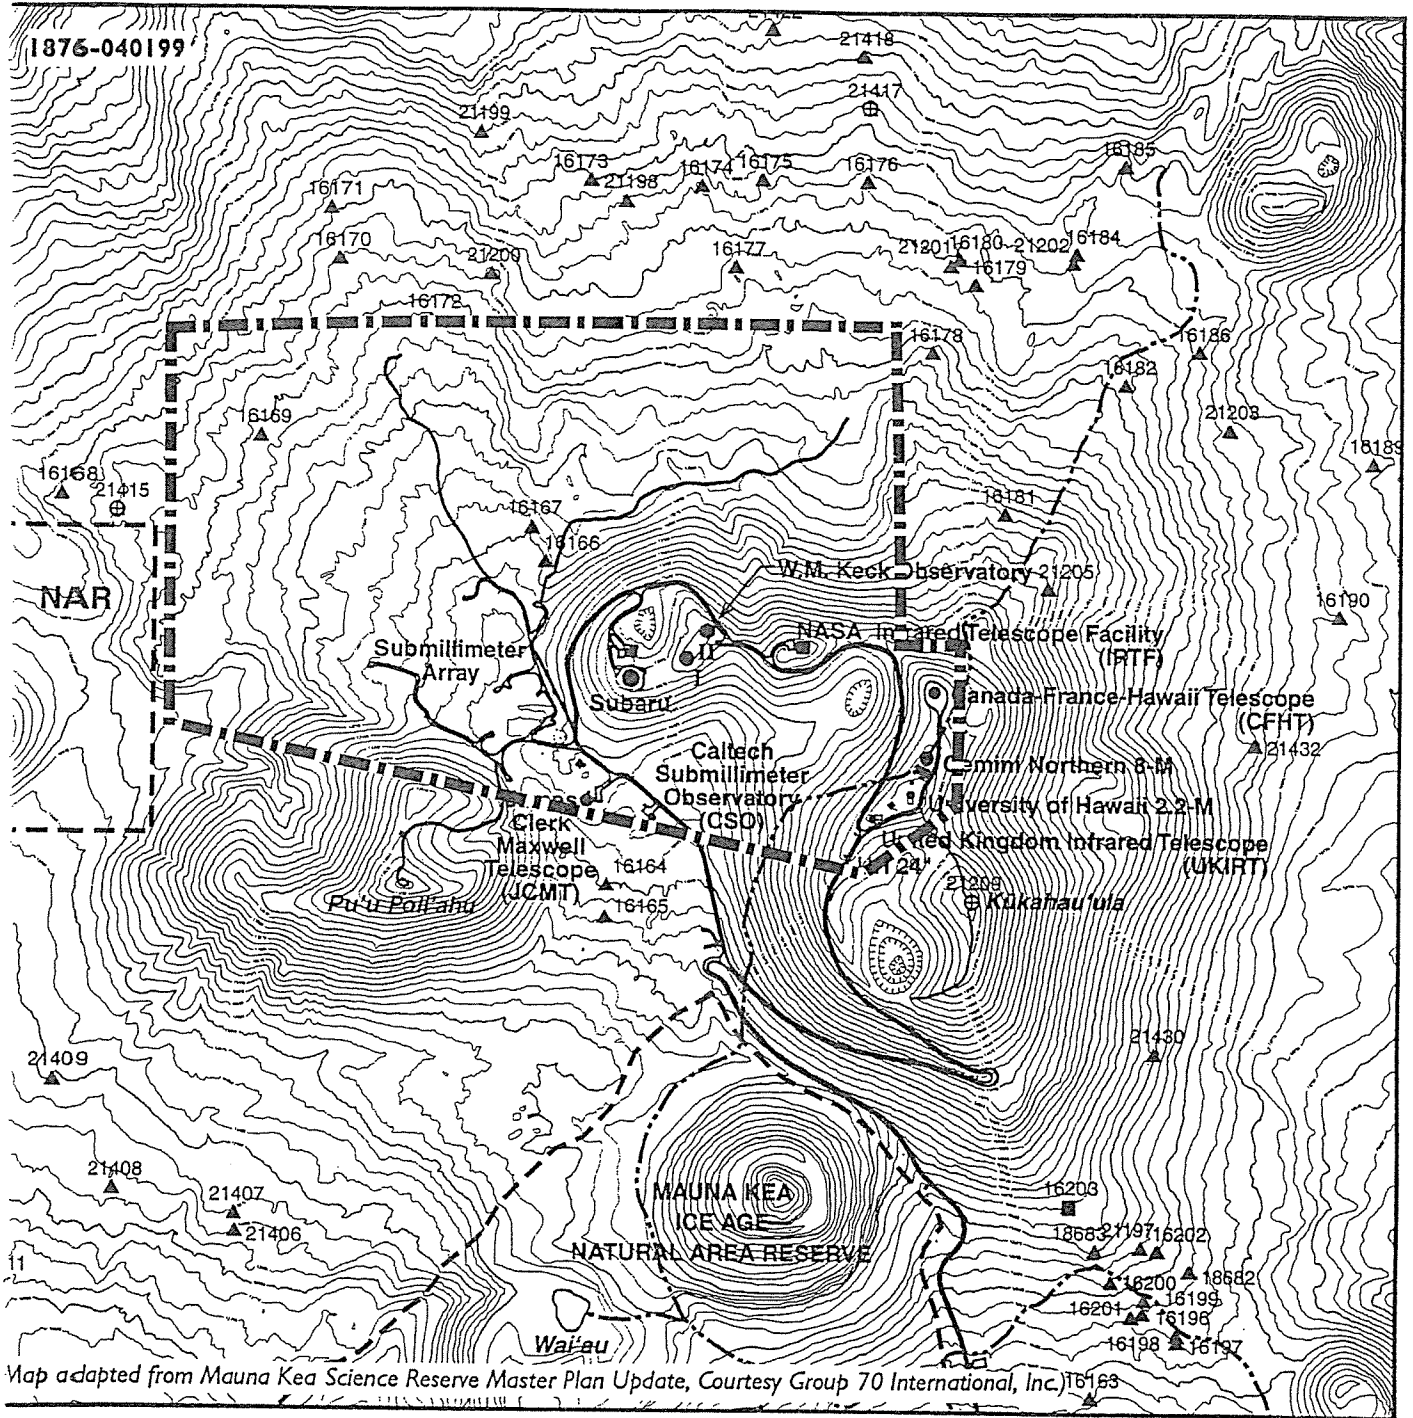 1876-040199
21418
21417
21199
16185
16173
16174
16175
16176
21198
16171
16170
21200
16177
21201
16180
21202
16184
16179
16172
16178
16186
16182
21203
16169
16189
16168
21415
16181
16167
16166
NAR
W.M. Keck Observatory
21205
16190
NASA Infrared Telescope Facility
(IRTF)
Submillimeter
Array
II
I
Subaru
Canada-France-Hawaii Telescope
(CFHT)
21432
Caltech
Submillimeter
Observatory
(CSO)
Gemini Northern 8-M
University of Hawaii 2.2-M
Clerk
Maxwell
Telescope
(JCMT)
United Kingdom Infrared Telescope
(UKIRT)
16164
16165
21209
Kūkahau'ula
Pu'u Poli'ahu
21409
21430
21408
21407
21406
11
MAUNA KEA
ICE AGE
NATURAL AREA RESERVE
16203
18683
21197
16202
18682
16200
16199
16201
16198
16198
16197
Wai'au
Map adapted from Mauna Kea Science Reserve Master Plan Update, Courtesy Group 70 International, Inc.)
16163